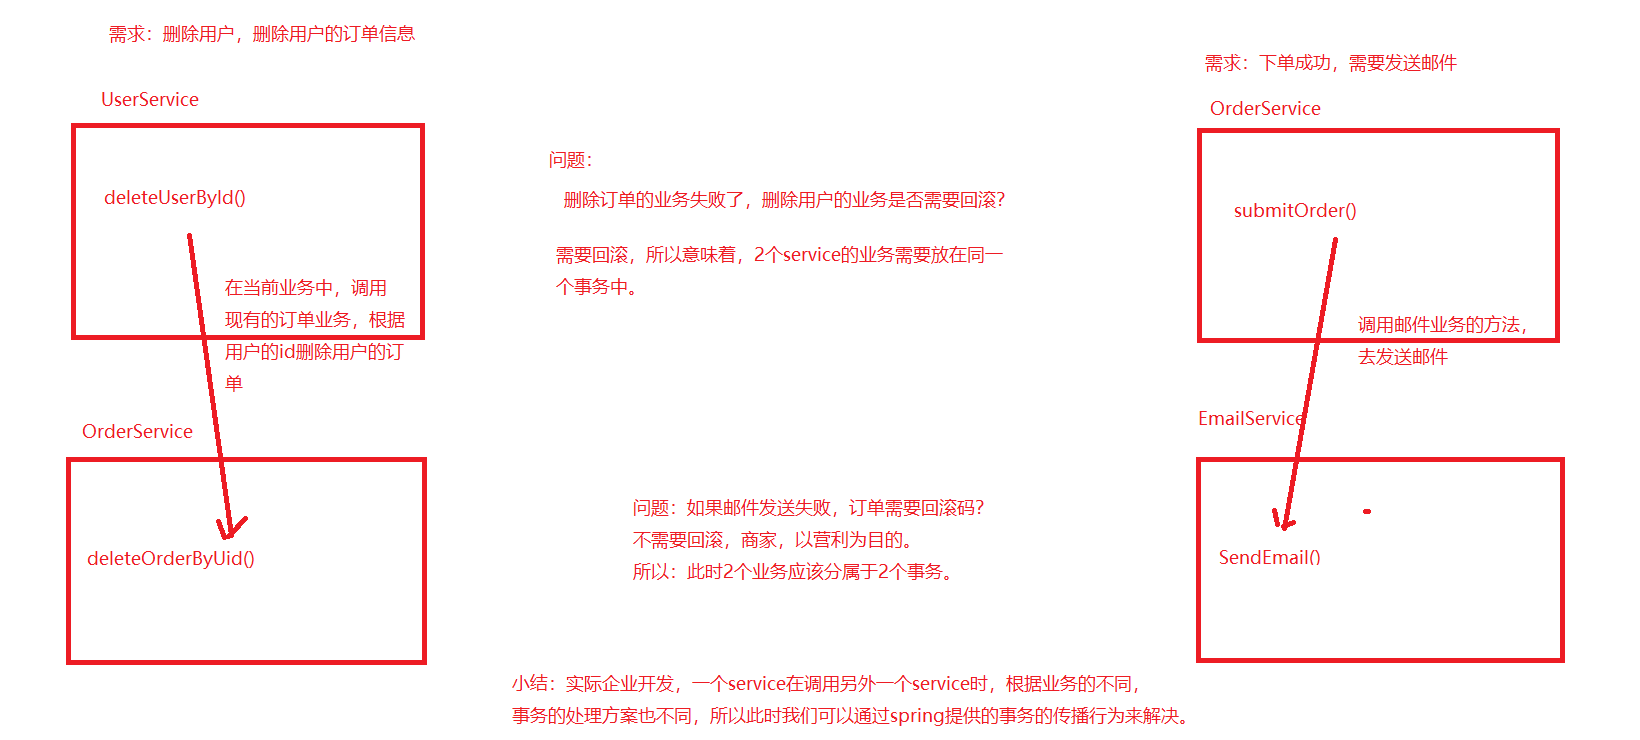 需求：删除用户，删除用户的订单信息
UserService
deleteUserById()
在当前业务中，调用
现有的订单业务，根据
用户的id删除用户的订
单
OrderService
deleteOrderByUid()
问题：
删除订单的业务失败了，删除用户的业务是否需要回滚？
需要回滚，所以意味着，2个service的业务需要放在同一
个事务中。
需求：下单成功，需要发送邮件
OrderService
submitOrder()
调用邮件业务的方法，
去发送邮件
EmailService
SendEmail()
问题：如果邮件发送失败，订单需要回滚码？
不需要回滚，商家，以营利为目的。
所以：此时2个业务应该分属于2个事务。
小结：实际企业开发，一个service在调用另外一个service时，根据业务的不同，
事务的处理方案也不同，所以此时我们可以通过spring提供的事务的传播行为来解决。